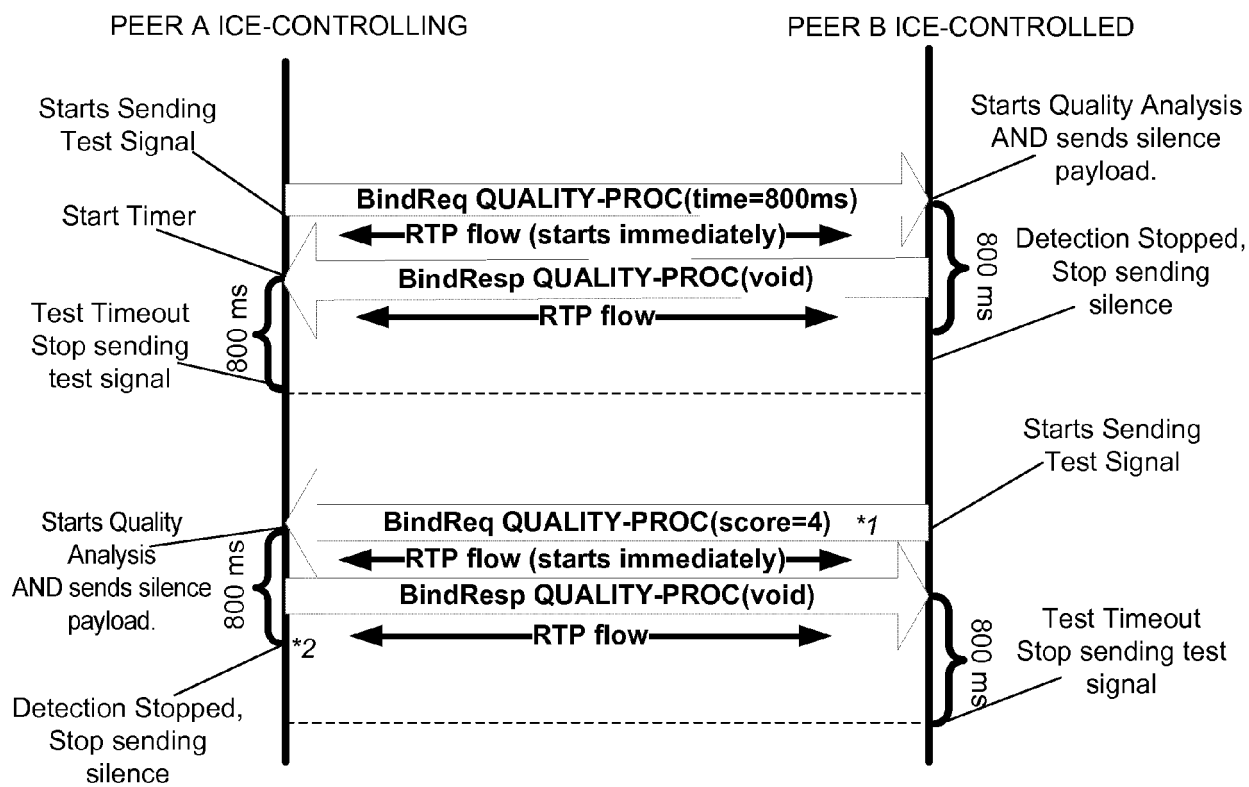 PEER A ICE-CONTROLLING
PEER B ICE-CONTROLLED
Starts Sending
Test Signal
Starts Quality Analysis
AND sends silence
payload.
BindReq QUALITY-PROC(time=800ms)
Start Timer
RTP flow (starts immediately)
800 ms
Detection Stopped,
Stop sending
silence
BindResp QUALITY-PROC(void)
Test Timeout
Stop sending
test signal
800 ms
RTP flow
Starts Sending
Test Signal
Starts Quality
Analysis
AND sends silence
payload.
BindReq QUALITY-PROC(score=4) *1
RTP flow (starts immediately)
800 ms
BindResp QUALITY-PROC(void)
RTP flow
*2
800 ms
Test Timeout
Stop sending test
signal
Detection Stopped,
Stop sending
silence